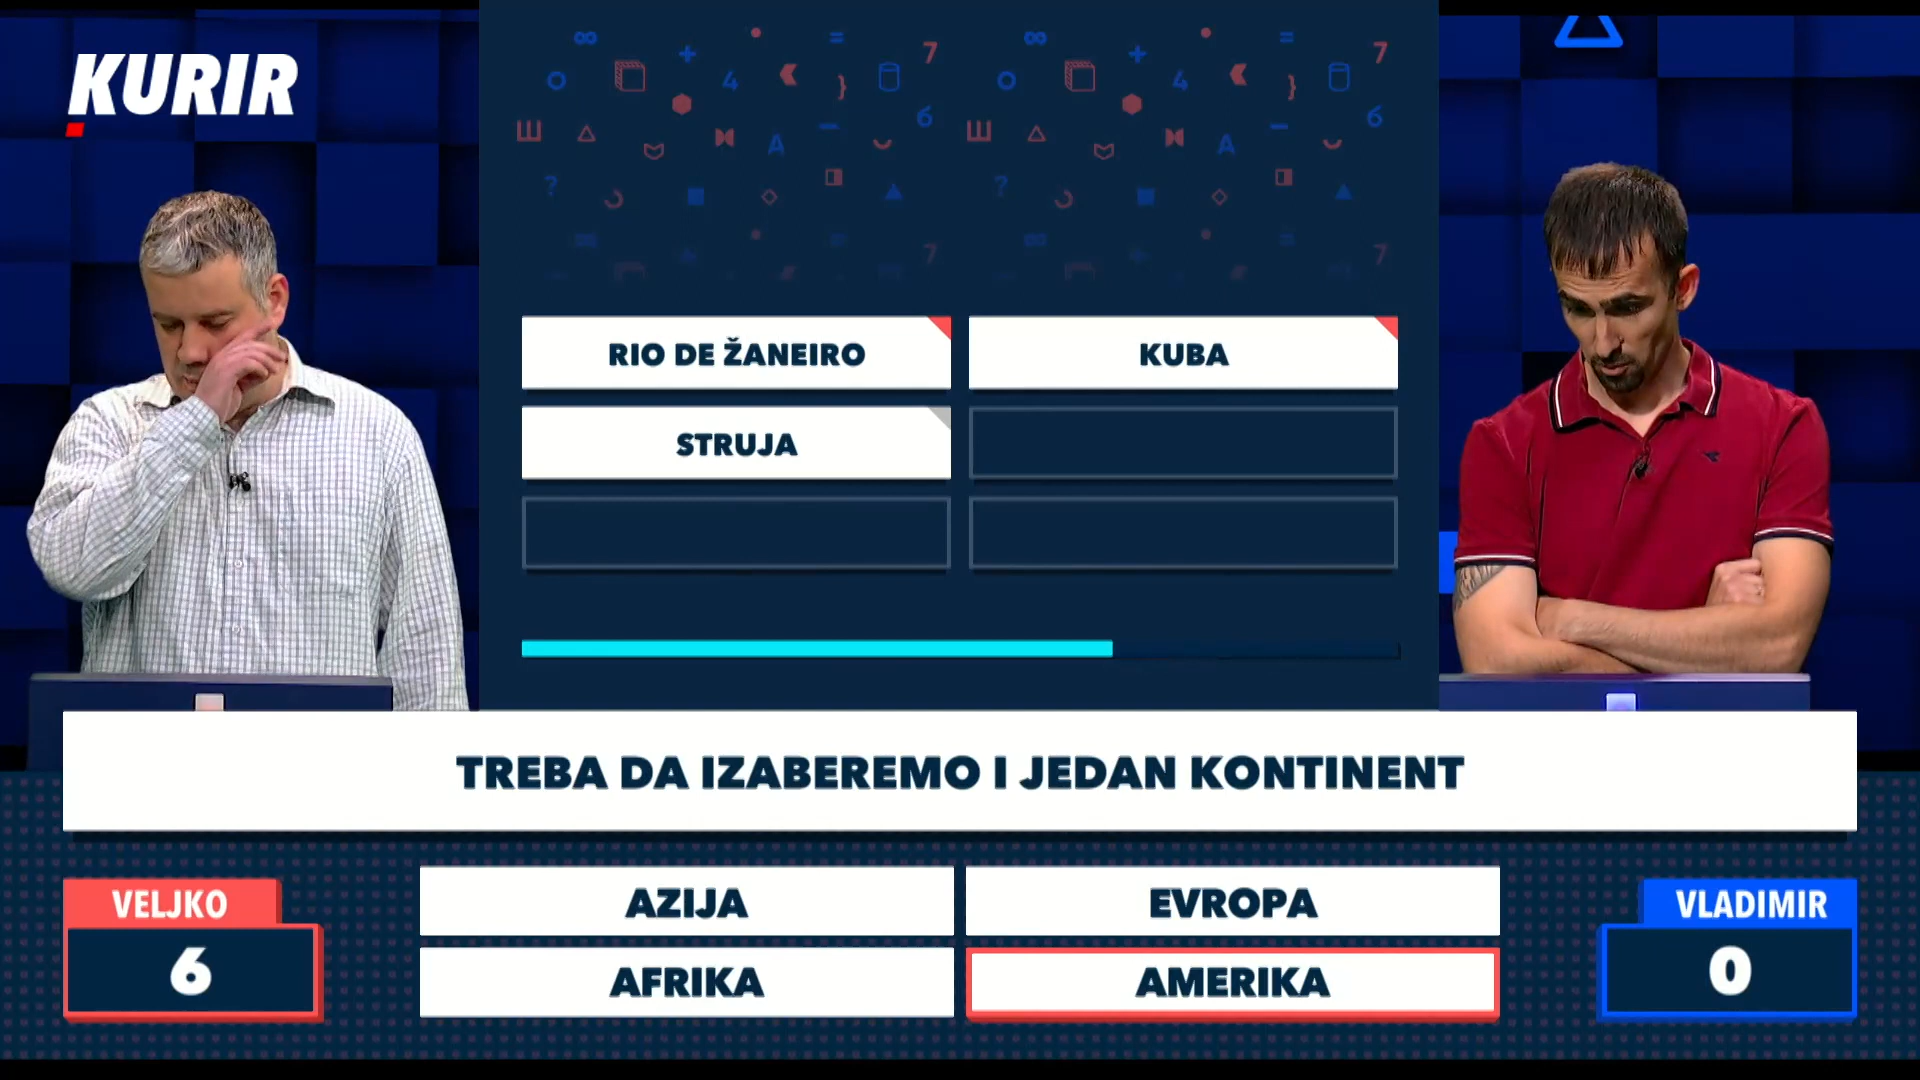 KURIR
RIO DE ŽANEIRO
KUBA
STRUJA
TREBA DA IZABEREMO I JEDAN KONTINENT
VELJKO
6
AZIJA
EVROPA
AFRIKA
AMERIKA
VLADIMIR
0